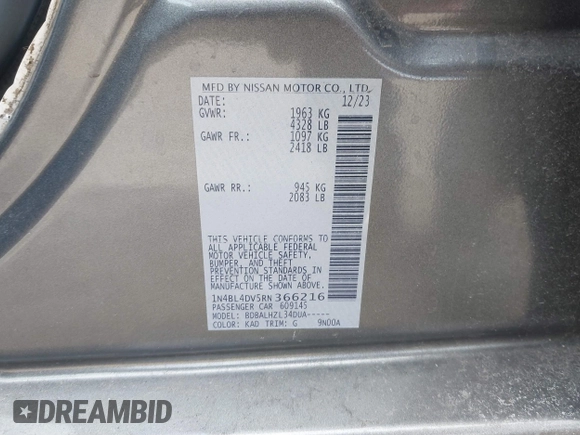 MFD BY NISSAN MOTOR CO., LTD.
DATE: 12/23
GVWR: 1963 KG
4328 LB
GAWR FR.: 1097 KG
2418 LB
GAWR RR.: 945 KG
2083 LB
THIS VEHICLE CONFORMS TO
ALL APPLICABLE FEDERAL
MOTOR VEHICLE SAFETY,
BUMPER, AND THEFT
PREVENTION STANDARDS IN
EFFECT ON THE DATE OF
MANUFACTURE SHOWN ABOVE.
1N4BL4DV5RN366216
PASSENGER CAR 609145
MODEL: BDBALHZL34DUA-----
COLOR: KAD TRIM: G 9N00A
DREAMBID